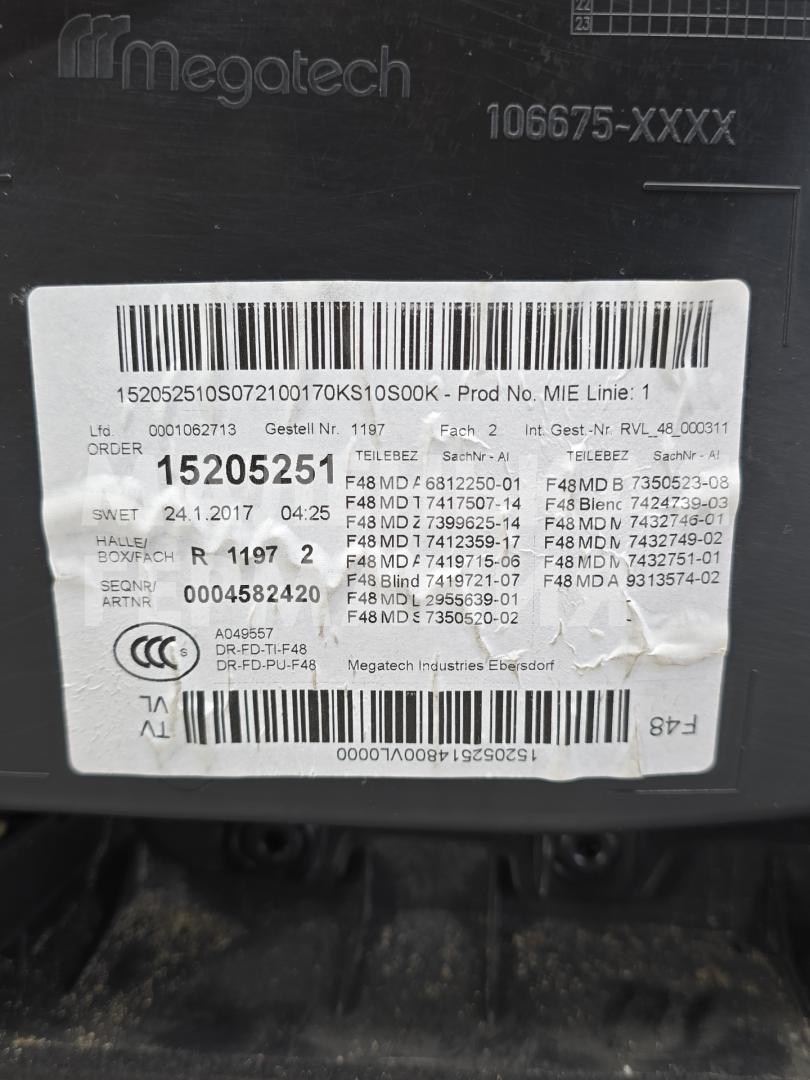 22
23
Megatech
106675-XXXX
152052510S072100170KS10S00K - Prod No. MIE Linie: 1
Lfd. 0001062713 Gestell Nr. 1197 Fach 2 Int. Gest.-Nr. RVL_48_000311
ORDER 15205251
TEILEBEZ SachNr - AI TEILEBEZ SachNr - AI
F48 MD A 6812250-01 F48 MD B 7350523-08
F48 MD T 7417507-14 F48 Blend 7424739-03
SWET 24.1.2017 04:25
F48 MD Z 7399625-14 F48 MD M 7432746-01
F48 MD T 7412359-17 F48 MD M 7432749-02
HALLE/
BOX/FACH R 1197 2
F48 MD A 7419715-06 F48 MD M 7432751-01
F48 Blind 7419721-07 F48 MD A 9313574-02
SEQNR/
ARTNR 0004582420
F48 MD L 2955639-01 -
F48 MD S 7350520-02 -
CCC S
A049557
DR-FD-TI-F48
DR-FD-PU-F48 Megatech Industries Ebersdorf
VL
TV
F48
152052514800VL0000